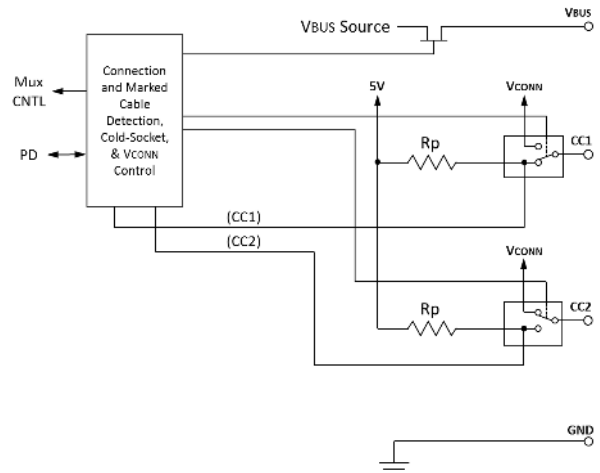 VBUS Source
VBUS
Connection
and Marked
Cable
Detection,
Cold-Socket,
& VCONN
Control
Mux
CNTL
PD
5V
VCONN
Rp
CC1
(CC1)
(CC2)
VCONN
Rp
CC2
GND